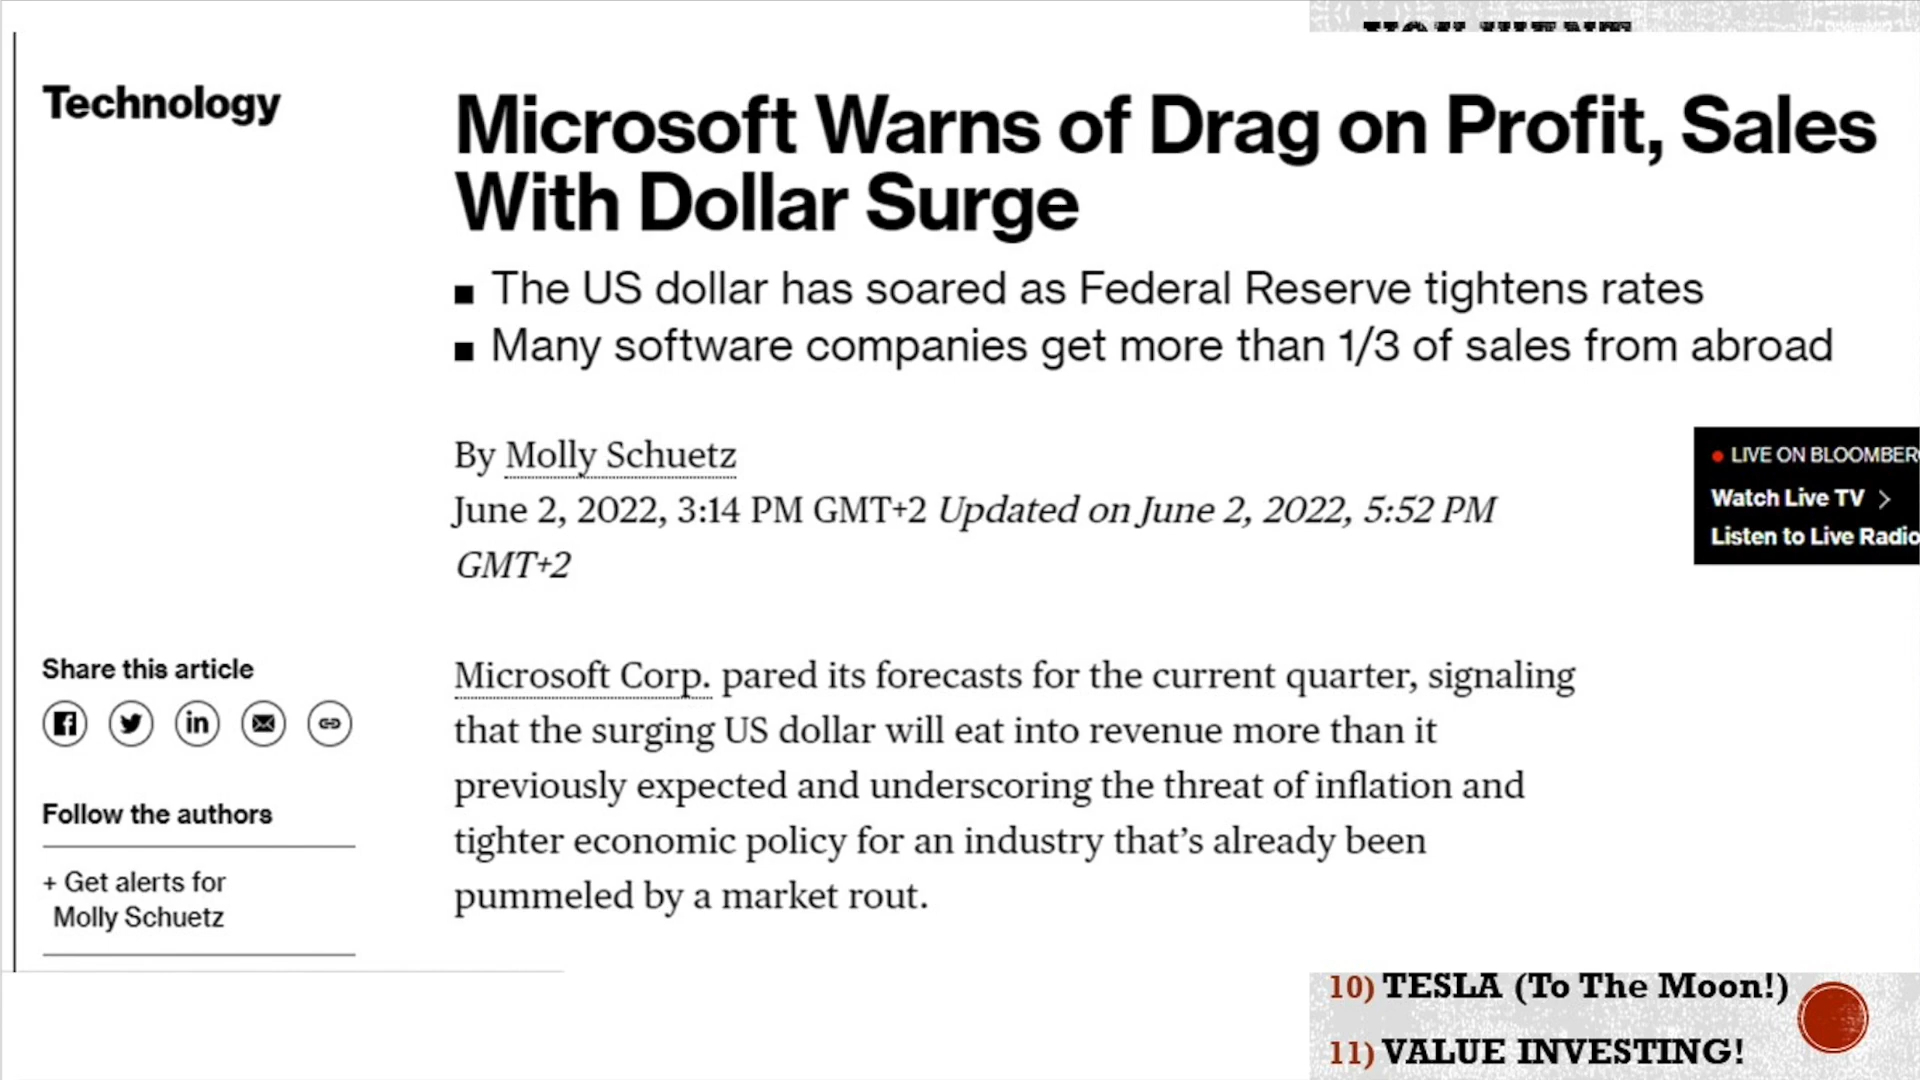 Technology
Microsoft Warns of Drag on Profit, Sales
With Dollar Surge
The US dollar has soared as Federal Reserve tightens rates
Many software companies get more than 1/3 of sales from abroad
By Molly Schuetz
June 2, 2022, 3:14 PM GMT+2 Updated on June 2, 2022, 5:52 PM
GMT+2
LIVE ON BLOOMBER
Watch Live TV
Listen to Live Radio
Share this article
Follow the authors
+ Get alerts for
Molly Schuetz
Microsoft Corp. pared its forecasts for the current quarter, signaling
that the surging US dollar will eat into revenue more than it
previously expected and underscoring the threat of inflation and
tighter economic policy for an industry that’s already been
pummeled by a market rout.
10) TESLA (To The Moon!)
11) VALUE INVESTING!